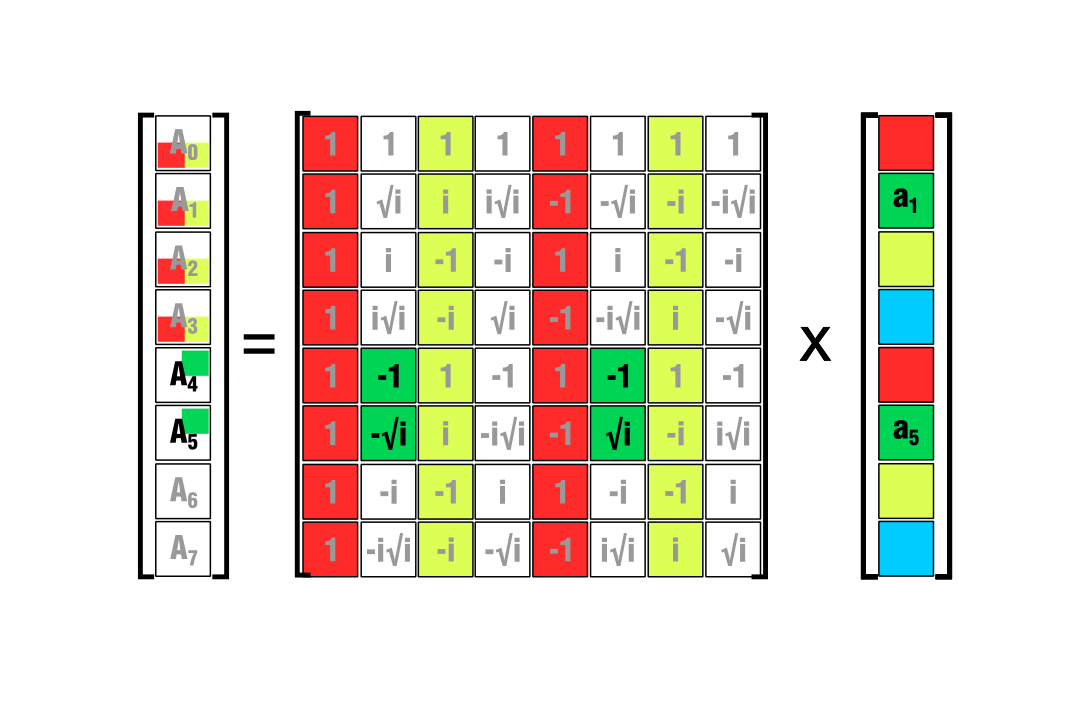 A₀ 1 1 1 1 1 1 1 1
A₁ 1 √i i i√i -1 -√i -i -i√i a₁
A₂ 1 i -1 -i 1 i -1 -i
A₃ 1 i√i -i √i -1 -i√i i -√i
= x
A₄ 1 -1 1 -1 1 -1 1 -1
A₅ 1 -√i i -i√i -1 √i -i i√i a₅
A₆ 1 -i -1 i 1 -i -1 i
A₇ 1 -i√i -i -√i -1 i√i i √i